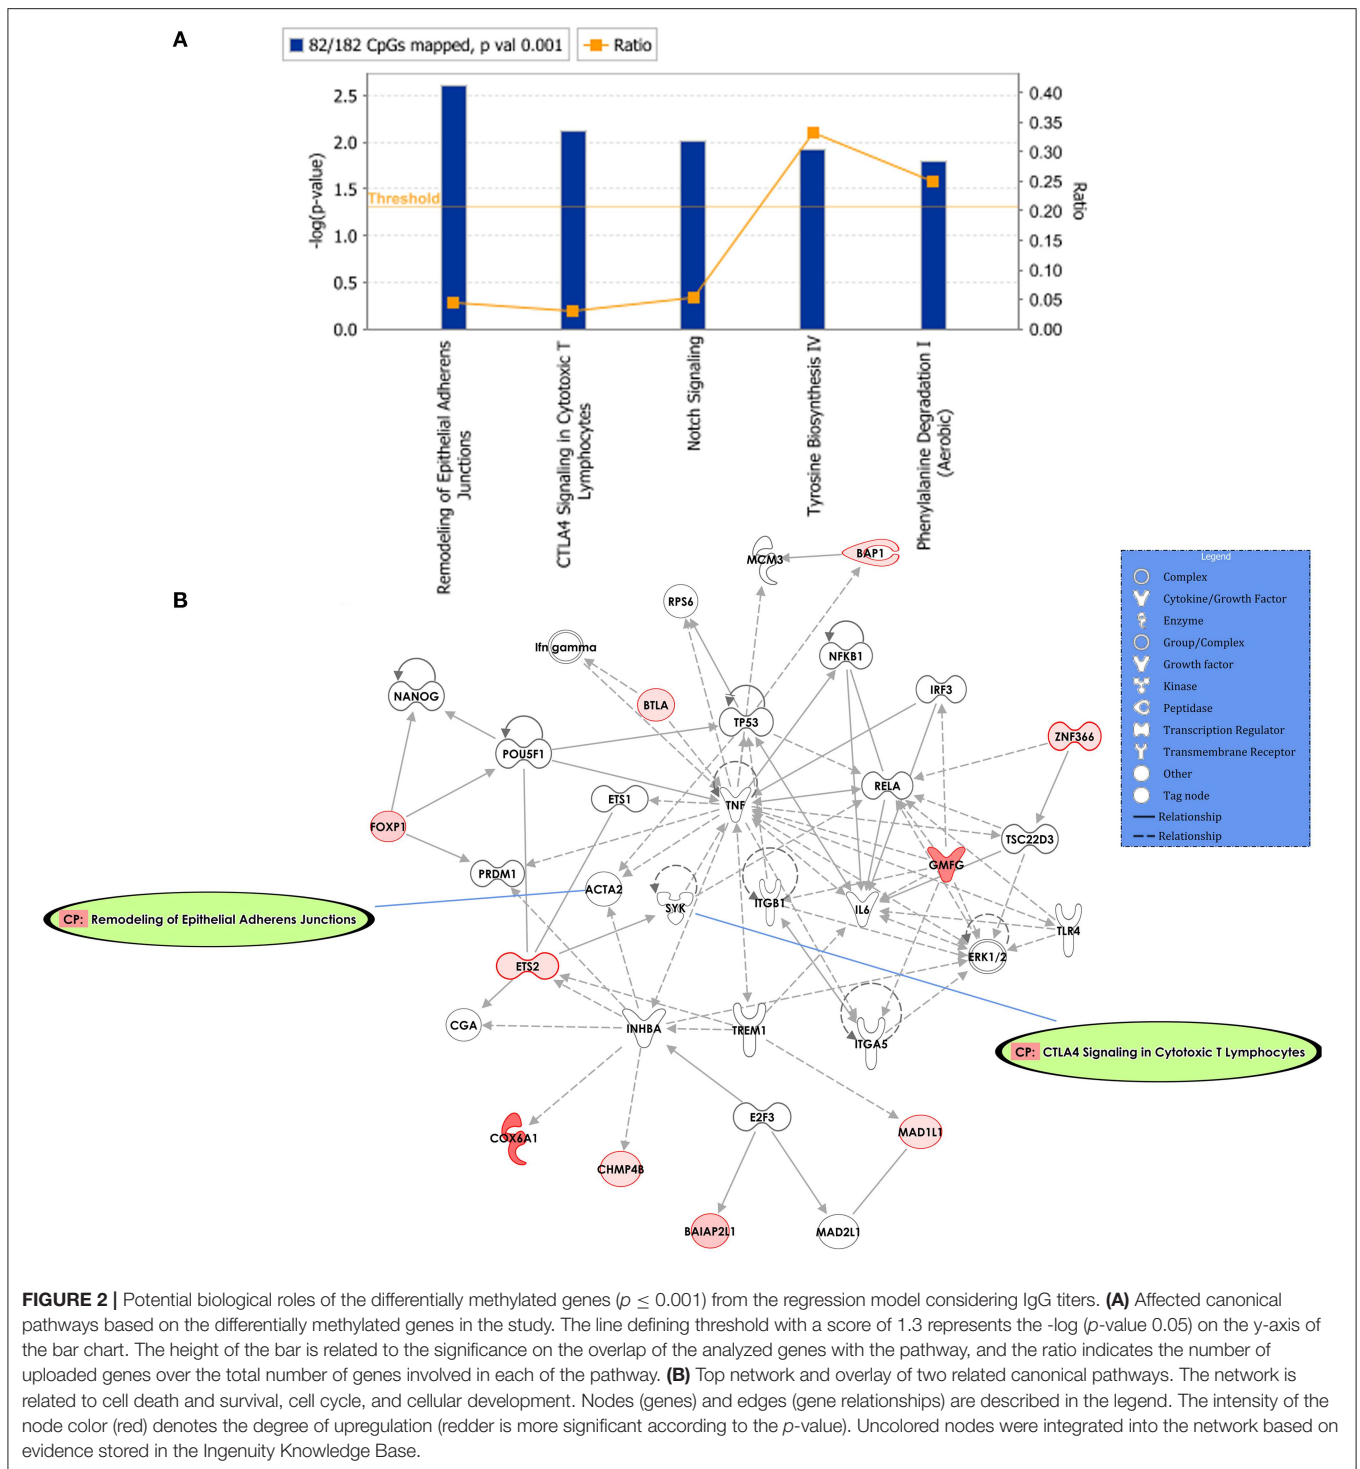 A
82/182 CpGs mapped, p val 0.001
Ratio
2.5
2.0
1.5
1.0
0.5
0.0
-log(p-value)
Threshold
0.40
0.35
0.30
0.25
0.20
0.15
0.10
0.05
0.00
Ratio
Remodeling of Epithelial Adherens
Junctions
CTLA4 Signaling in Cytotoxic T
Lymphocytes
Notch Signaling
Tyrosine Biosynthesis IV
Phenylalanine Degradation I
(Aerobic)
B
MCM3
BAP1
RPS6
Ifn gamma
NFKB1
NANOG
BTLA
IRF3
TP53
ZNF366
POU5F1
RELA
ETS1
TNF
FOXP1
TSC22D3
GMFG
PRDM1
ACTA2
SYK
ITGB1
IL6
TLR4
CP: Remodeling of Epithelial Adherens Junctions
ETS2
ERK1/2
CGA
INHBA
TREM1
ITGA5
CP: CTLA4 Signaling in Cytotoxic T Lymphocytes
E2F3
COX6A1
MAD1L1
CHMP4B
BAIAP2L1
MAD2L1
Legend
Complex
Cytokine/Growth Factor
Enzyme
Group/Complex
Growth factor
Kinase
Peptidase
Transcription Regulator
Transmembrane Receptor
Other
Tag node
Relationship
Relationship
FIGURE 2 | Potential biological roles of the differentially methylated genes (p ≤ 0.001) from the regression model considering IgG titers. (A) Affected canonical
pathways based on the differentially methylated genes in the study. The line defining threshold with a score of 1.3 represents the -log (p-value 0.05) on the y-axis of
the bar chart. The height of the bar is related to the significance on the overlap of the analyzed genes with the pathway, and the ratio indicates the number of
uploaded genes over the total number of genes involved in each of the pathway. (B) Top network and overlay of two related canonical pathways. The network is
related to cell death and survival, cell cycle, and cellular development. Nodes (genes) and edges (gene relationships) are described in the legend. The intensity of the
node color (red) denotes the degree of upregulation (redder is more significant according to the p-value). Uncolored nodes were integrated into the network based on
evidence stored in the Ingenuity Knowledge Base.